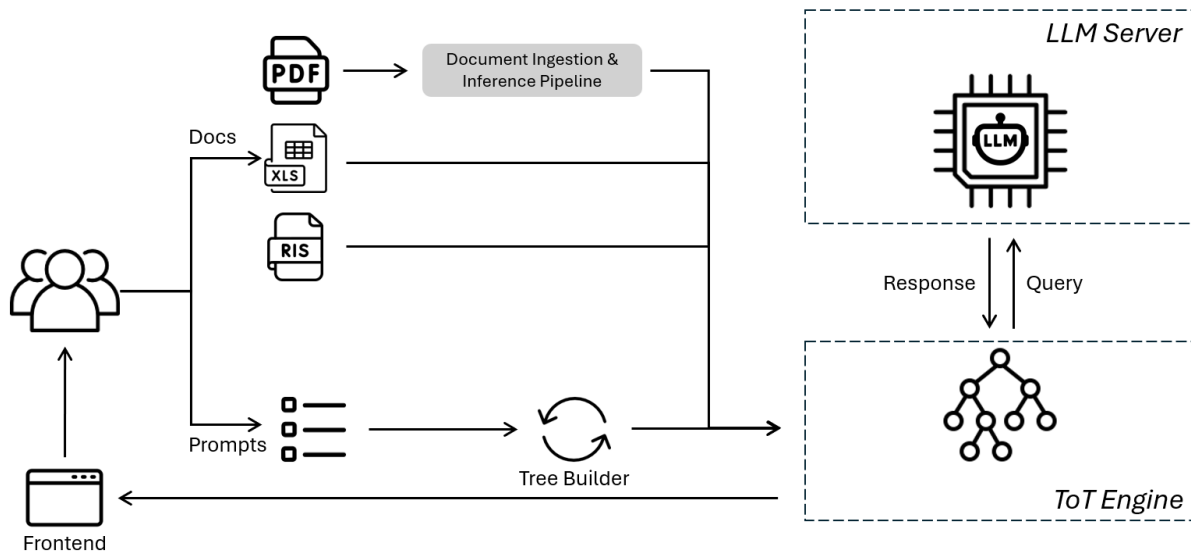 LLM Server
PDF
Document Ingestion &
Inference Pipeline
Docs
LLM
XLS
RIS
Response
Query
Prompts
Tree Builder
ToT Engine
Frontend